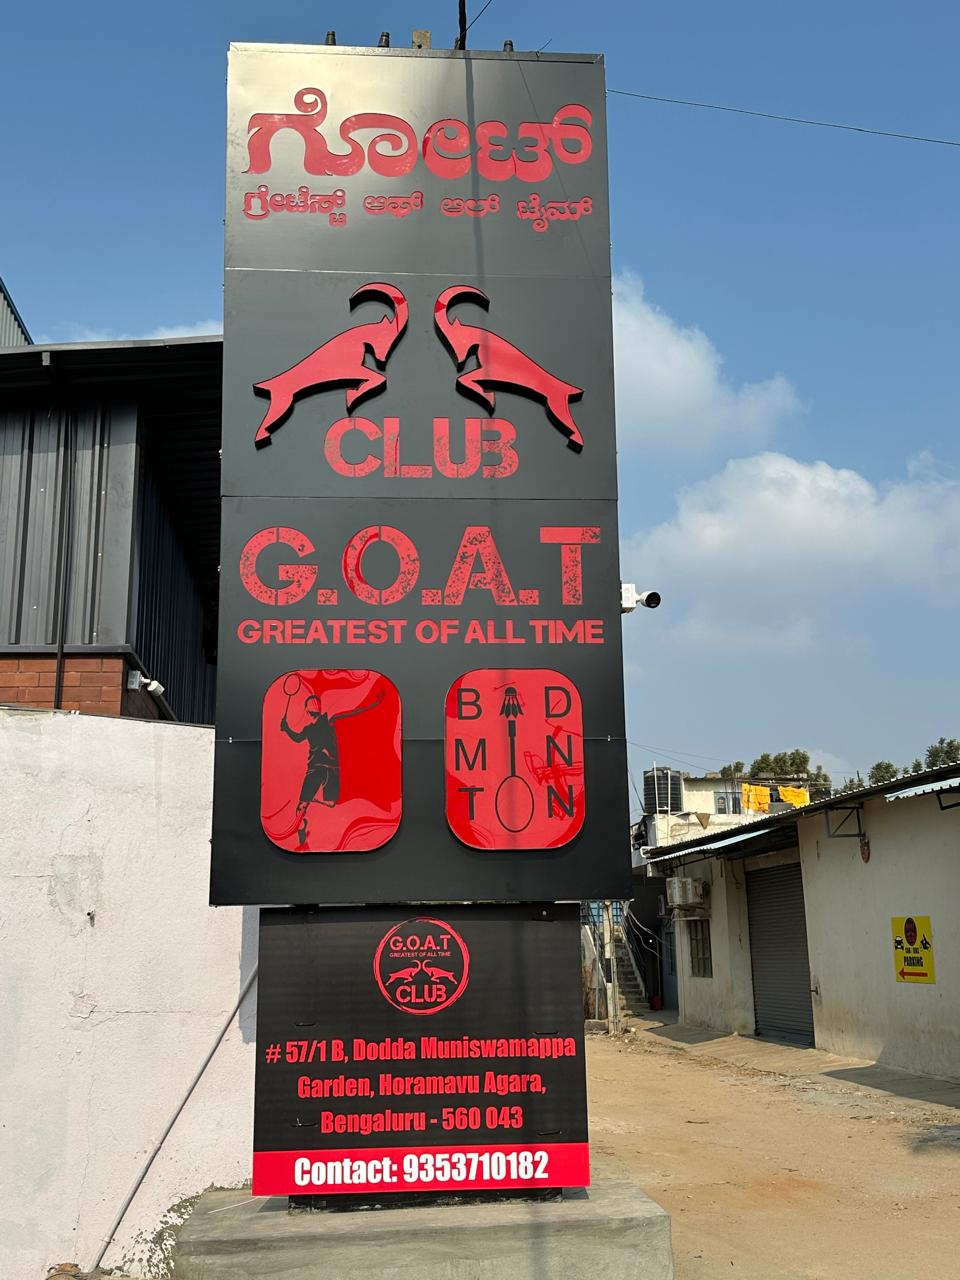 ಗೋಟ್
ಗ್ರೇಟೆಸ್ಟ್ ಆಫ್ ಆಲ್ ಟೈಮ್
CLUB
G.O.A.T
GREATEST OF ALL TIME
B D
M N
T N
G.O.A.T
GREATEST OF ALL TIME
CLUB
# 57/1 B, Dodda Muniswamappa
Garden, Horamavu Agara,
Bengaluru - 560 043
Contact: 9353710182
PARKING